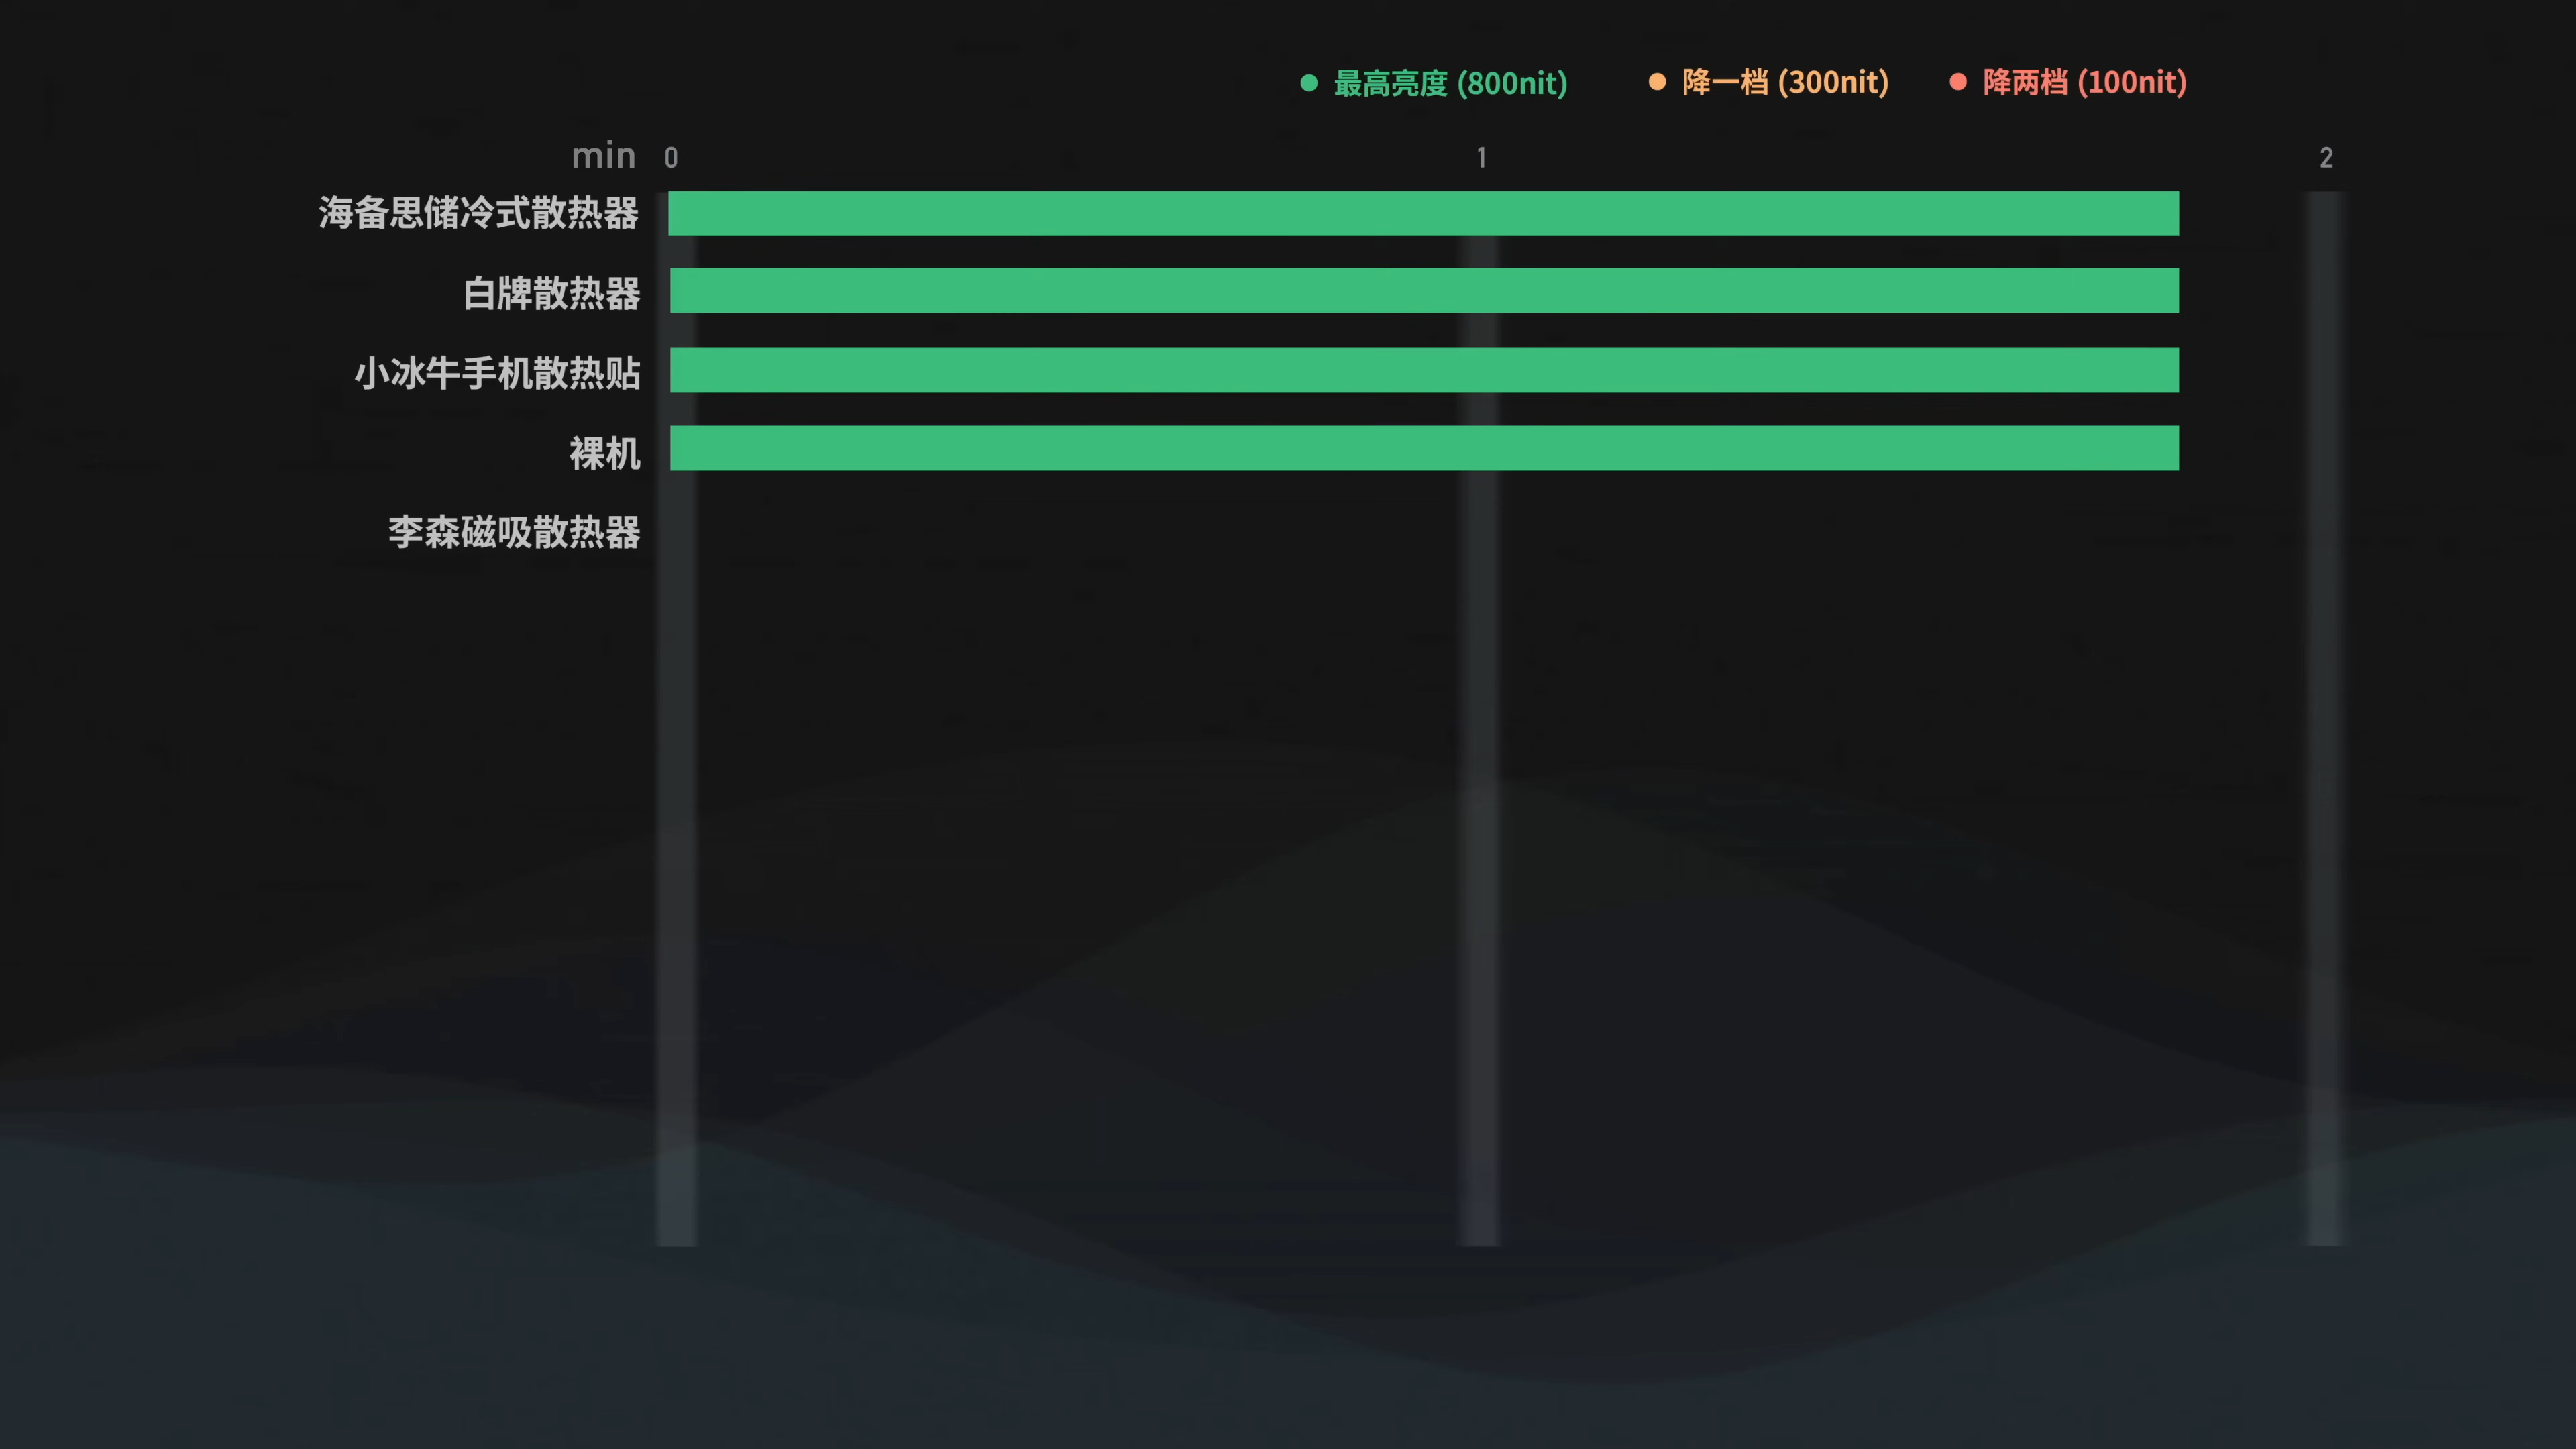 最高亮度 (800nit) 降一档 (300nit) 降两档 (100nit)
min 0 1 2
海备思储冷式散热器
白牌散热器
小冰牛手机散热贴
裸机
李森磁吸散热器